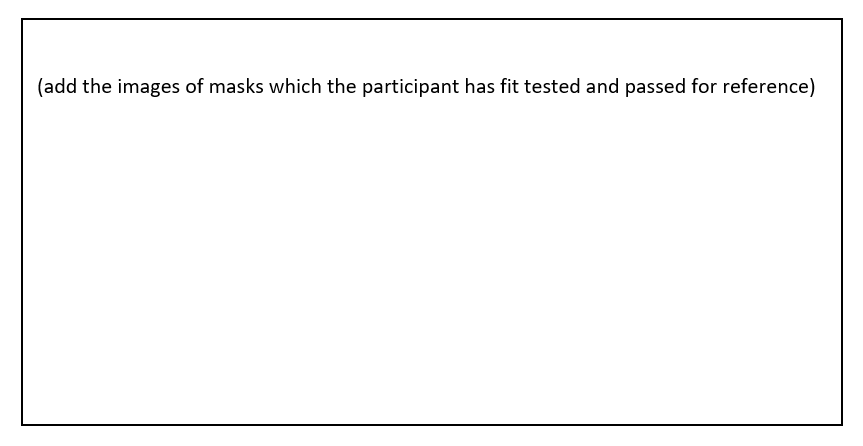 (add the images of masks which the participant has fit tested and passed for reference)